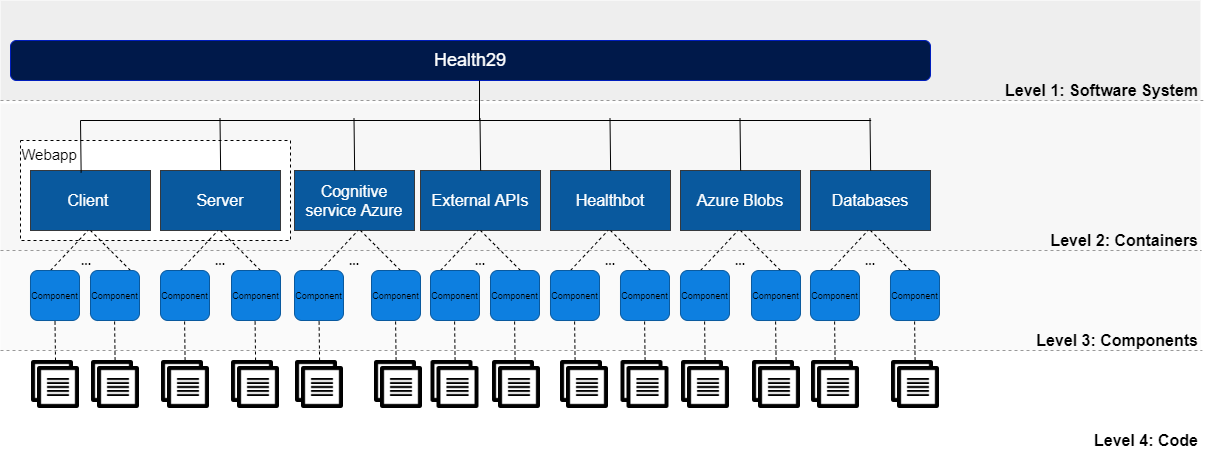 Health29
Level 1: Software System
Webapp
Client
Server
Cognitive
service Azure
External APIs
Healthbot
Azure Blobs
Databases
Level 2: Containers
... ... ... ... ... ... ...
Component Component Component Component Component Component Component Component Component Component Component Component Component Component
Level 3: Components
Level 4: Code